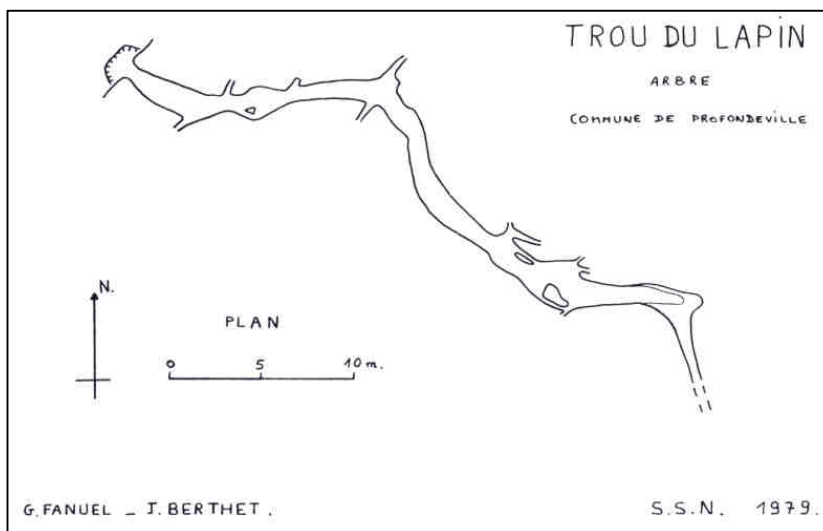 TROU DU LAPIN
ARBRE
COMMUNE DE PROFONDEVILLE
N.
PLAN
0 5 10 m.
G. FANUEL _ J. BERTHET.
S.S.N. 1979.